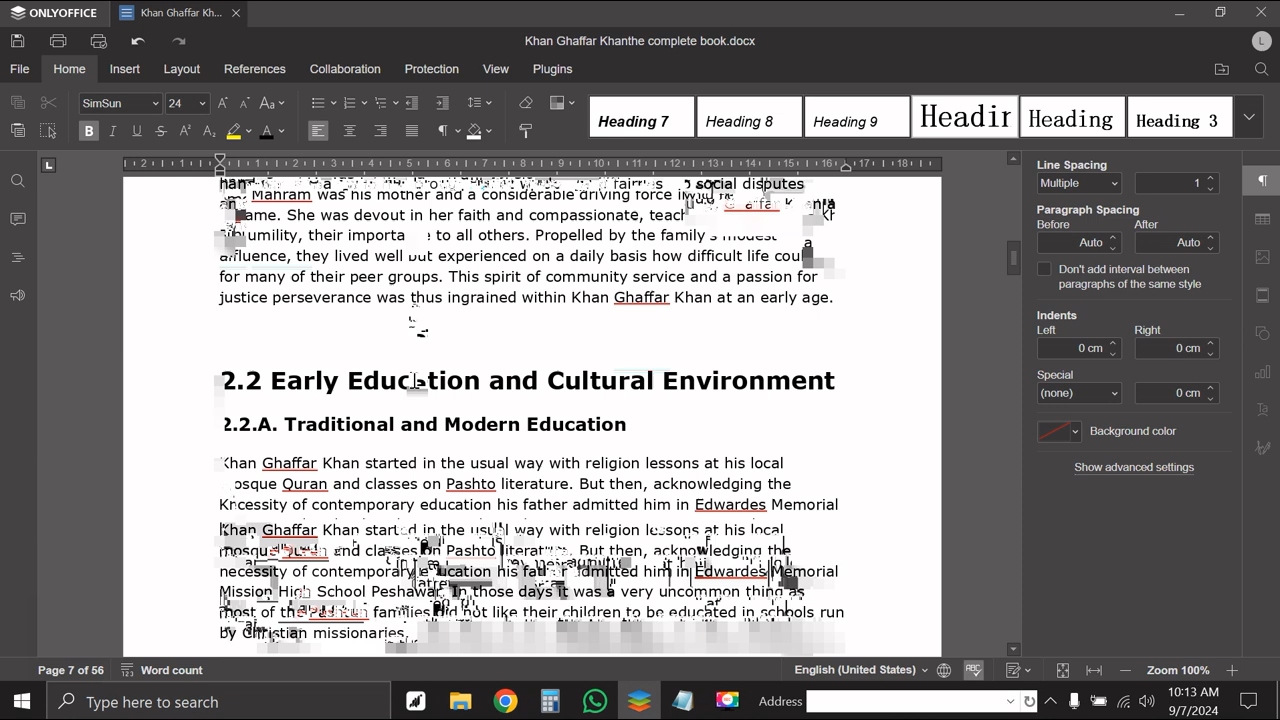 ONLYOFFICE
Khan Ghaffar Kh...
Khan Ghaffar Khanthe complete book.docx
L
File Home Insert Layout References Collaboration Protection View Plugins
SimSun 24
Heading 7 Heading 8 Heading 9 Headir Heading Heading 3
social disputes
Mahram was his mother and a considerable driving force
ame. She was devout in her faith and compassionate, teach
umility, their importa to all others. Propelled by the family's modest
affluence, they lived well but experienced on a daily basis how difficult life coul
for many of their peer groups. This spirit of community service and a passion for
justice perseverance was thus ingrained within Khan Ghaffar Khan at an early age.
2.2 Early Education and Cultural Environment
2.2.A. Traditional and Modern Education
Khan Ghaffar Khan started in the usual way with religion lessons at his local
osque Quran and classes on Pashto literature. But then, acknowledging the
cessity of contemporary education his father admitted him in Edwardes Memorial
Khan Ghaffar Khan started in the usual way with religion lessons at his local
mosque Quran and classes on Pashto literature. But then, acknowledging the
necessity of contemporary education his father admitted him in Edwardes Memorial
Mission High School Peshawar. In those days it was a very uncommon thing as
most of the Pashtun families did not like their children to be educated in schools run
by Christian missionaries.
Line Spacing
Multiple 1
Paragraph Spacing
Before After
Auto Auto
Don't add interval between
paragraphs of the same style
Indents
Left Right
0 cm 0 cm
Special
(none) 0 cm
Background color
Show advanced settings
Page 7 of 56 Word count English (United States) Zoom 100%
Type here to search
Address
10:13 AM
9/7/2024